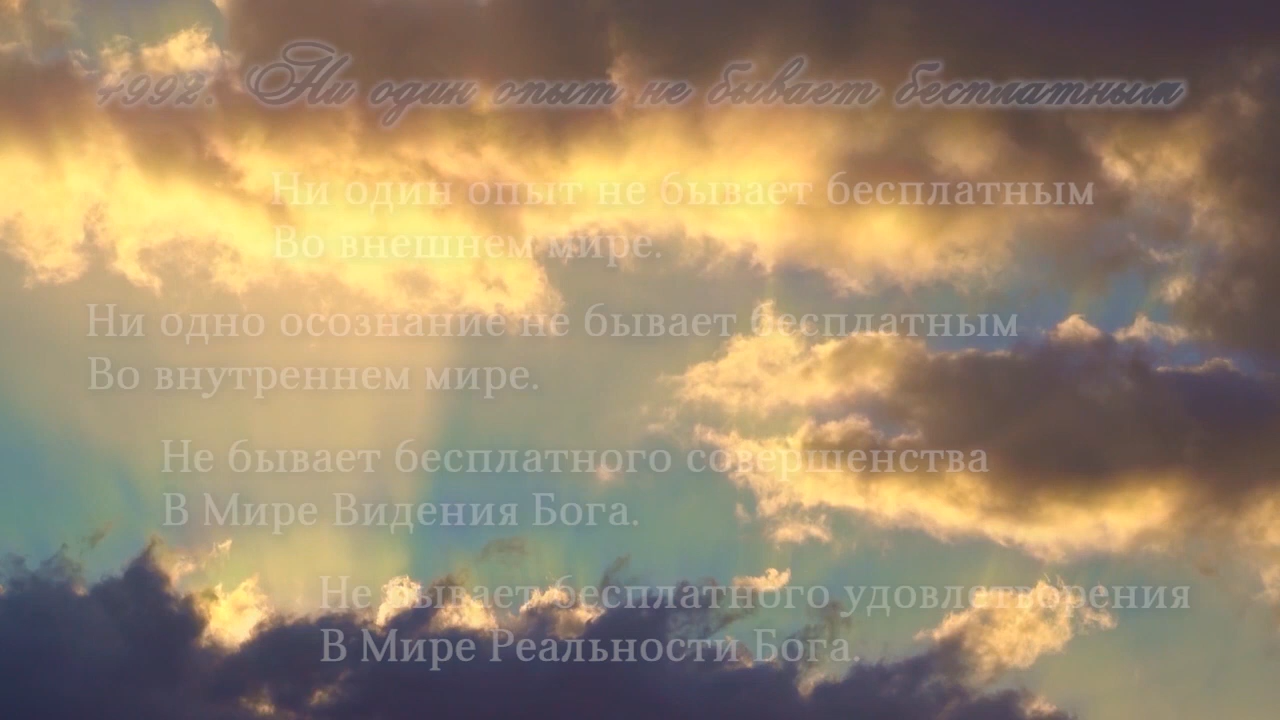 4992. Ни один опыт не бывает бесплатным
Ни один опыт не бывает бесплатным
Во внешнем мире.
Ни одно осознание не бывает бесплатным
Во внутреннем мире.
Не бывает бесплатного совершенства
В Мире Видения Бога.
Не бывает бесплатного удовлетворения
В Мире Реальности Бога.